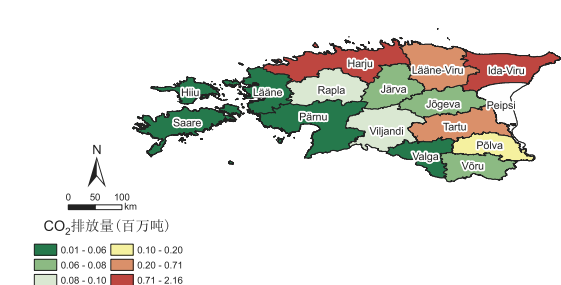 Harju
Lääne-Viru
Ida-Viru
Hiiu
Lääne
Rapla
Järva
Jõgeva
Peipsi
Saare
Pärnu
Viljandi
Tartu
Põlva
Valga
Võru
N
0 50 100
km
CO2排放量(百万吨)
0.01 - 0.06 0.10 - 0.20
0.06 - 0.08 0.20 - 0.71
0.08 - 0.10 0.71 - 2.16